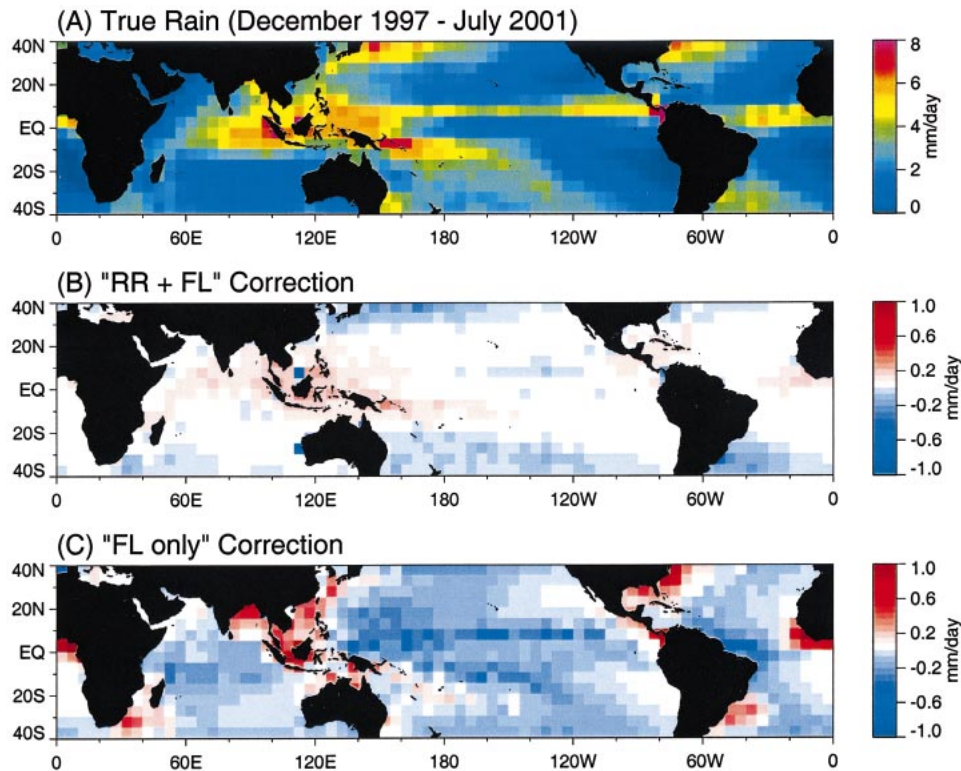 (A) True Rain (December 1997 - July 2001)
40N
20N
EQ
20S
40S
0 60E 120E 180 120W 60W 0
8
6
4
2
0
mm/day
(B) "RR + FL" Correction
40N
20N
EQ
20S
40S
0 60E 120E 180 120W 60W 0
1.0
0.6
0.2
-0.2
-0.6
-1.0
mm/day
(C) "FL only" Correction
40N
20N
EQ
20S
40S
0 60E 120E 180 120W 60W 0
1.0
0.6
0.2
-0.2
-0.6
-1.0
mm/day